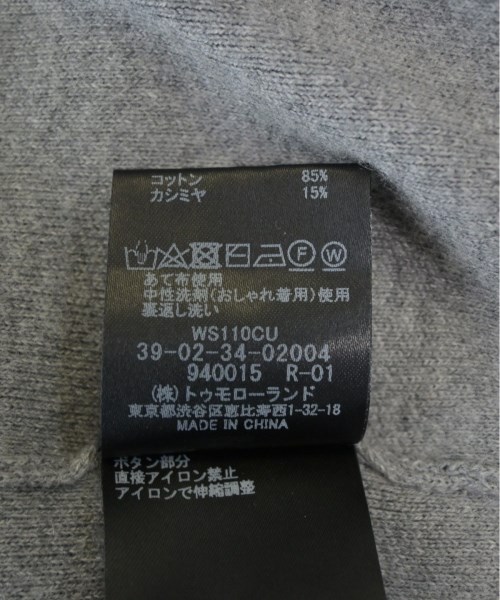 コットン 85%
カシミヤ 15%
F W
あて布使用
中性洗剤(おしゃれ着用)使用
裏返し洗い
WS110CU
39-02-34-02004
940015 R-01
(株)トゥモローランド
東京都渋谷区恵比寿西1-32-18
MADE IN CHINA
ボタン部分
直接アイロン禁止
アイロンで伸縮調整